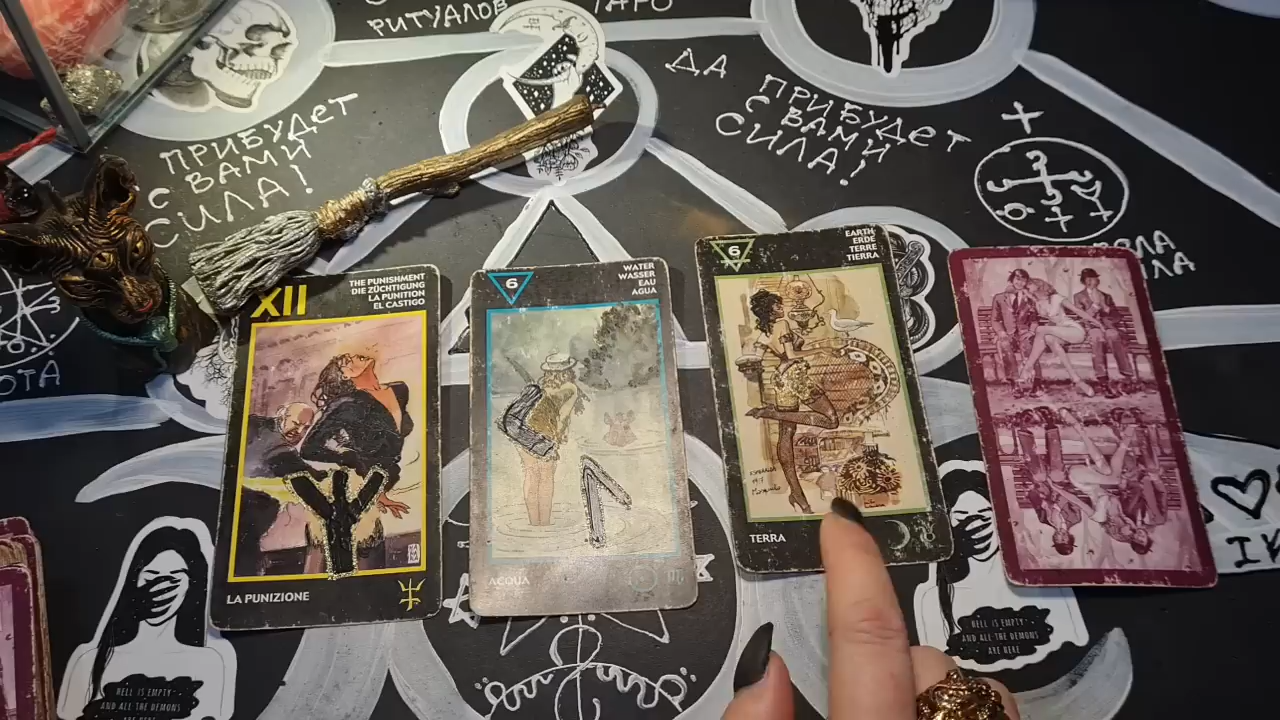 РИТУАЛОВ
ТАРО
ДА
ПРИБУДЕТ
С
ВАМИ
СИЛА!
ПРИБУДЕТ
С
ВАМИ
СИЛА!
XII
THE PUNISHMENT
DIE ZÜCHTIGUNG
LA PUNITION
EL CASTIGO
LA PUNIZIONE
6
WATER
WASSER
EAU
AGUA
ACQUA
6
EARTH
ERDE
TERRE
TIERRA
TERRA
HELL IS EMPTY
AND ALL THE DEMONS
ARE HERE
HELL IS EMPTY
AND ALL THE DEMONS
ARE HERE